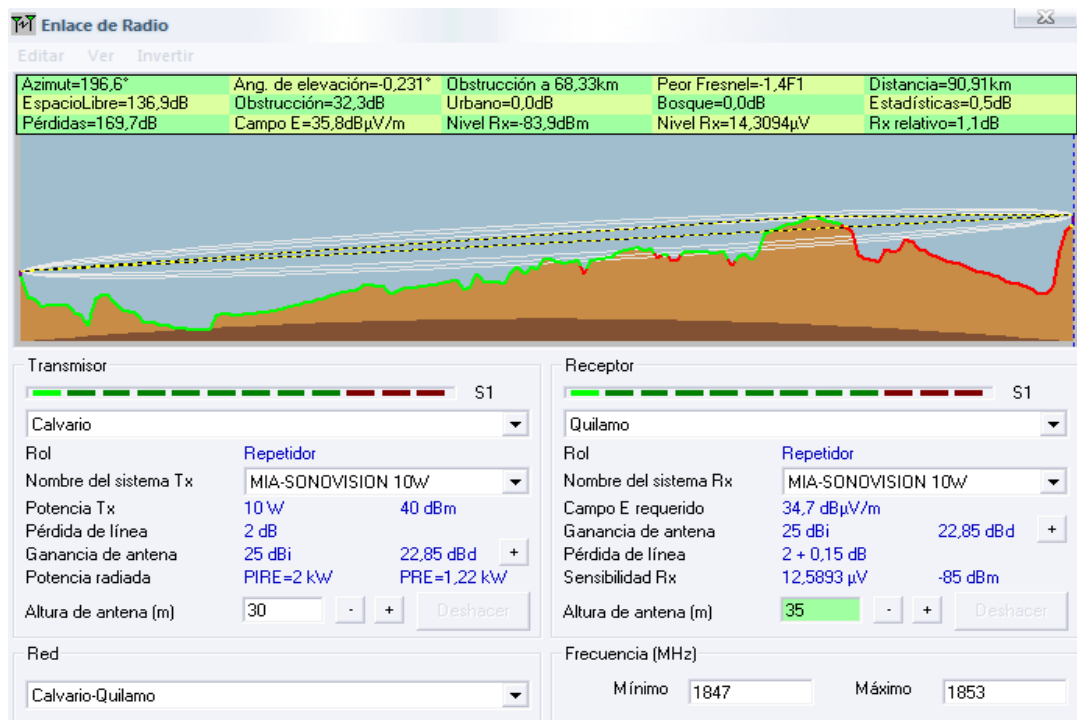 Enlace de Radio
Editar Ver Invertir
Azimut=196,6° Ang. de elevación=-0,231° Obstrucción a 68,33km Peor Fresnel=-1,4F1 Distancia=90,91km
EspacioLibre=136,9dB Obstrucción=32,3dB Urbano=0,0dB Bosque=0,0dB Estadísticas=0,5dB
Pérdidas=169,7dB Campo E=35,8dBµV/m Nivel Rx=-83,9dBm Nivel Rx=14,3094µV Rx relativo=1,1dB
Transmisor
S1
Calvario
Rol Repetidor
Nombre del sistema Tx MIA-SONOVISION 10W
Potencia Tx 10 W 40 dBm
Pérdida de línea 2 dB
Ganancia de antena 25 dBi 22,85 dBd +
Potencia radiada PIRE=2 kW PRE=1,22 kW
Altura de antena (m) 30 - + Deshacer
Red
Calvario-Quilamo
Receptor
S1
Quilamo
Rol Repetidor
Nombre del sistema Rx MIA-SONOVISION 10W
Campo E requerido 34,7 dBµV/m
Ganancia de antena 25 dBi 22,85 dBd +
Pérdida de línea 2 + 0,15 dB
Sensibilidad Rx 12,5893 µV -85 dBm
Altura de antena (m) 35 - + Deshacer
Frecuencia (MHz)
Mínimo 1847 Máximo 1853